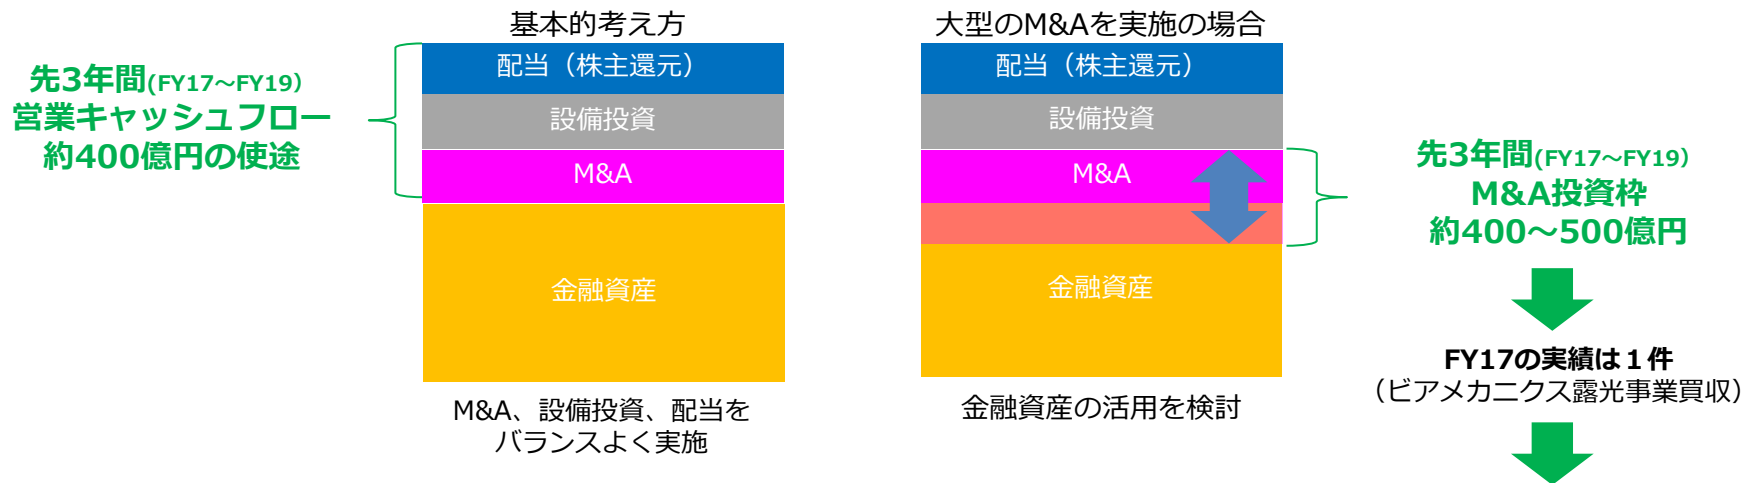 基本的考え方
配当（株主還元）
設備投資
M&A
金融資産
M&A、設備投資、配当を
バランスよく実施
先3年間(FY17～FY19）
営業キャッシュフロー
約400億円の使途
大型のM&Aを実施の場合
配当（株主還元）
設備投資
M&A
金融資産
金融資産の活用を検討
先3年間(FY17～FY19）
M&A投資枠
約400～500億円
FY17の実績は１件
（ビアメカニクス露光事業買収）